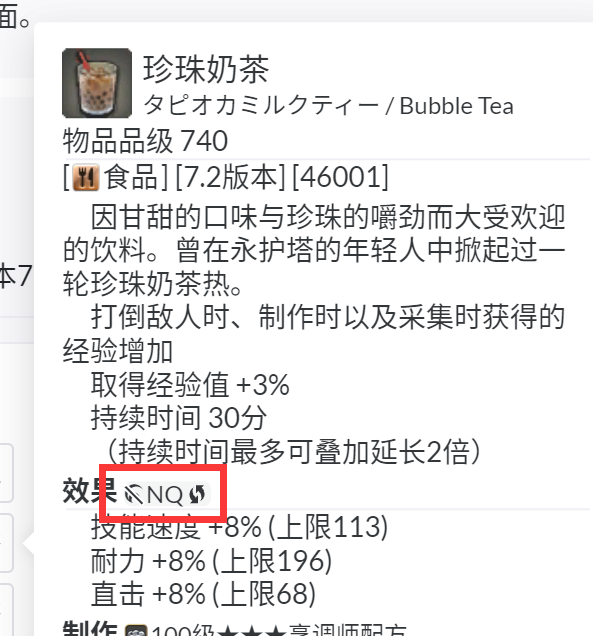 面。
珍珠奶茶
タピオカミルクティー / Bubble Tea
物品品级 740
[食品] [7.2版本] [46001]
因甘甜的口味与珍珠的嚼劲而大受欢迎
的饮料。曾在永护塔的年轻人中掀起过一
轮珍珠奶茶热。
本7
打倒敌人时、制作时以及采集时获得的
经验增加
取得经验值 +3%
持续时间 30分
（持续时间最多可叠加延长2倍）
效果 NQ
技能速度 +8% (上限113)
耐力 +8% (上限196)
直击 +8% (上限68)
制作 100级★★★烹调师配方